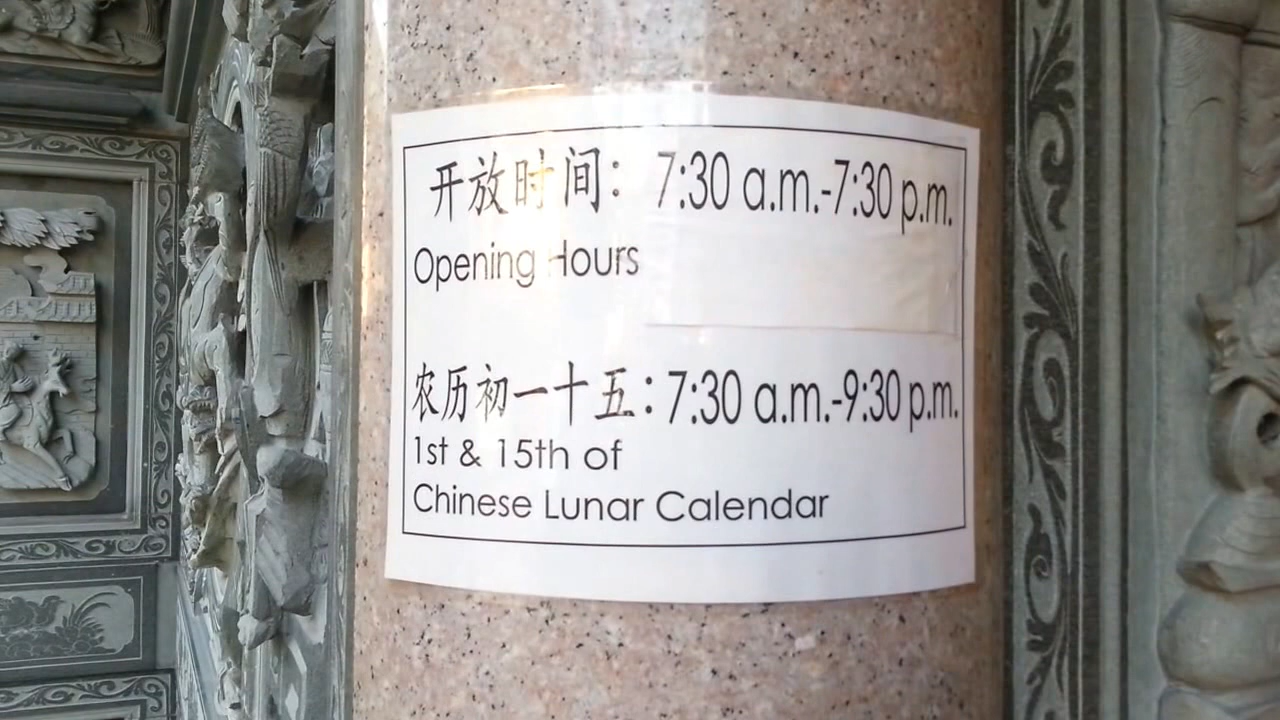 开放时间：7:30 a.m.-7:30 p.m.
Opening Hours
农历初一十五：7:30 a.m.-9:30 p.m.
1st & 15th of
Chinese Lunar Calendar